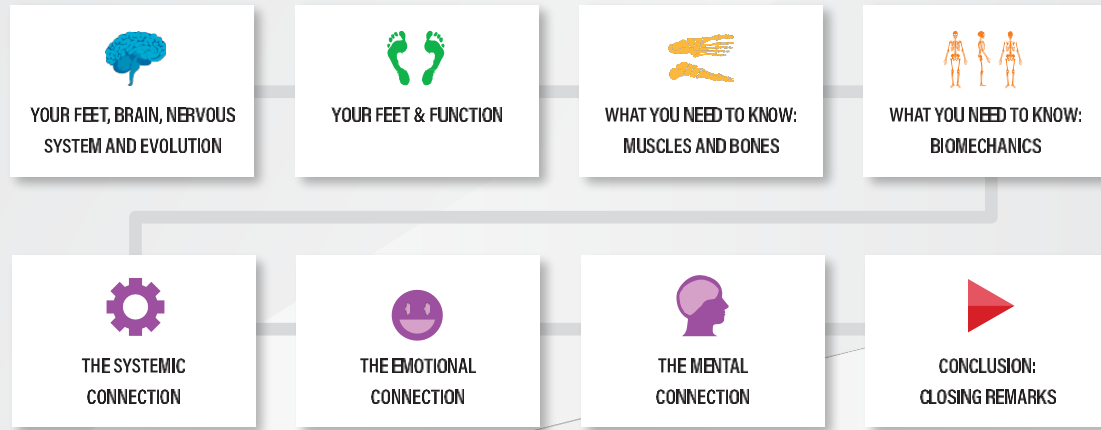 YOUR FEET, BRAIN, NERVOUS
SYSTEM AND EVOLUTION
YOUR FEET & FUNCTION
WHAT YOU NEED TO KNOW:
MUSCLES AND BONES
WHAT YOU NEED TO KNOW:
BIOMECHANICS
THE SYSTEMIC
CONNECTION
THE EMOTIONAL
CONNECTION
THE MENTAL
CONNECTION
CONCLUSION:
CLOSING REMARKS